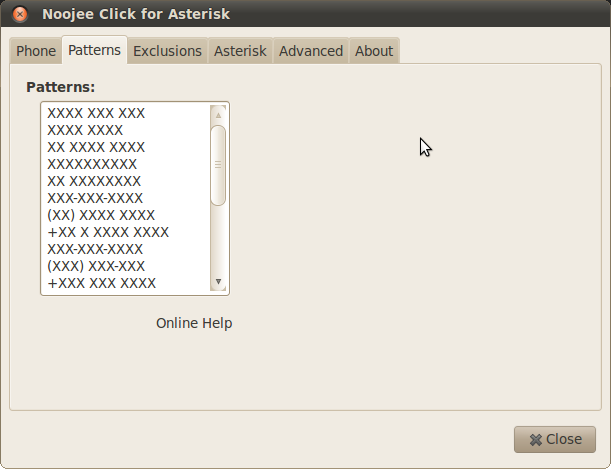 Noojee Click for Asterisk
Phone Patterns Exclusions Asterisk Advanced About
Patterns:
XXXX XXX XXX
XXXX XXXX
XX XXXX XXXX
XXXXXXXXXX
XX XXXXXXXX
XXX-XXX-XXXX
(XX) XXXX XXXX
+XX X XXXX XXXX
XXX-XXX-XXXX
(XXX) XXX-XXX
+XXX XXX XXXX
Online Help
Close